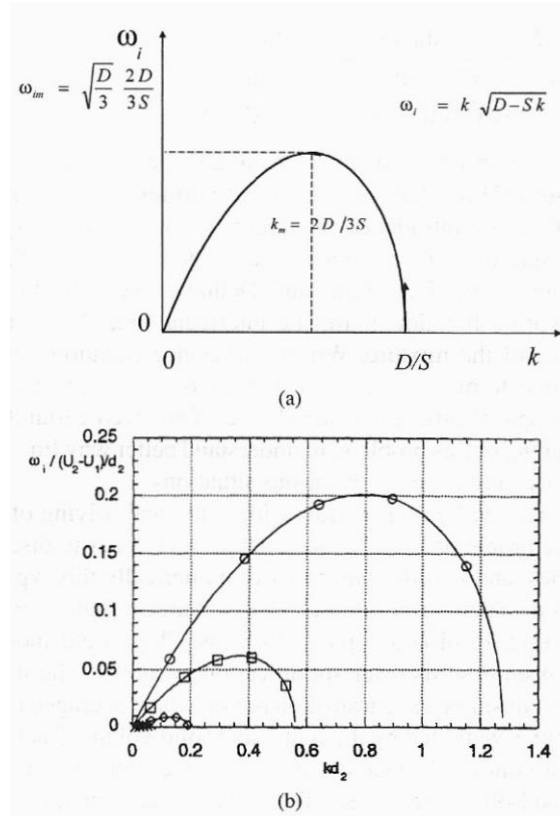 ω_i
ω_im = √(D/3) 2D/3S
ω_i = k √(D−Sk)
k_m = 2D/3S
0
0
D/S
k
(a)
0.25
ω_i / (U_2-U_1)/d_2
0.2
0.15
0.1
0.05
0
0
0.2
0.4
0.6
0.8
1
1.2
1.4
kd_2
(b)